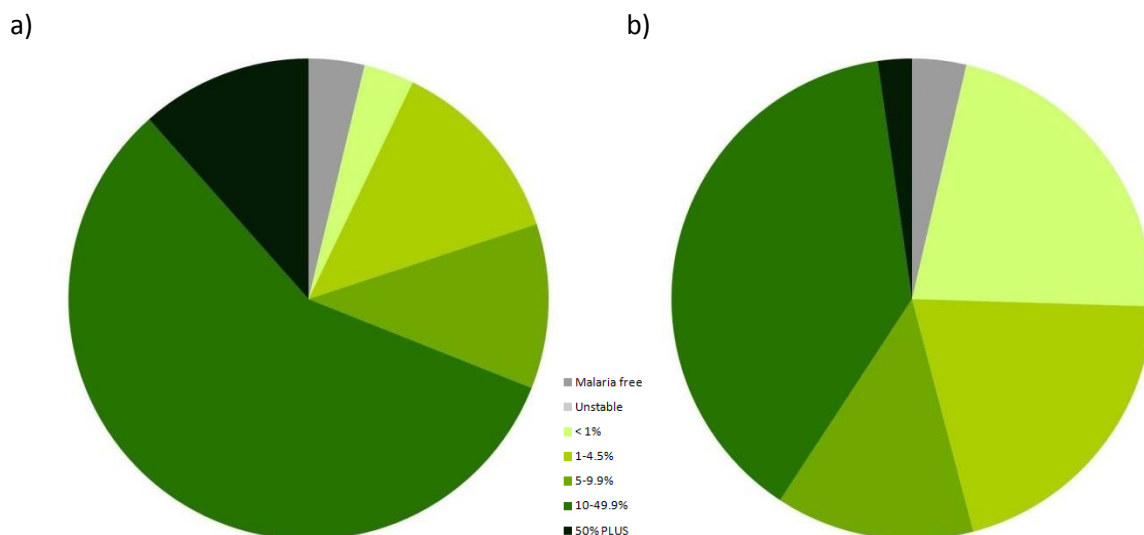 a)
b)
Malaria free
Unstable
< 1%
1-4.5%
5-9.9%
10-49.9%
50% PLUS